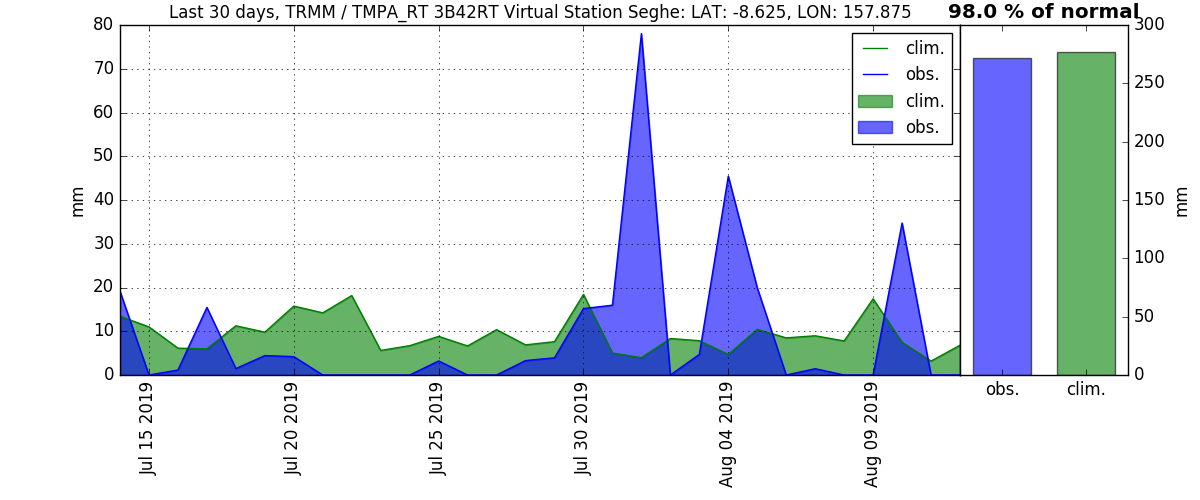 Last 30 days, TRMM / TMPA_RT 3B42RT Virtual Station Seghe: LAT: -8.625, LON: 157.875
98.0 % of normal
80
70
60
50
40
30
20
10
0
mm
clim.
obs.
clim.
obs.
Jul 15 2019
Jul 20 2019
Jul 25 2019
Jul 30 2019
Aug 04 2019
Aug 09 2019
300
250
200
150
100
50
0
mm
obs.
clim.